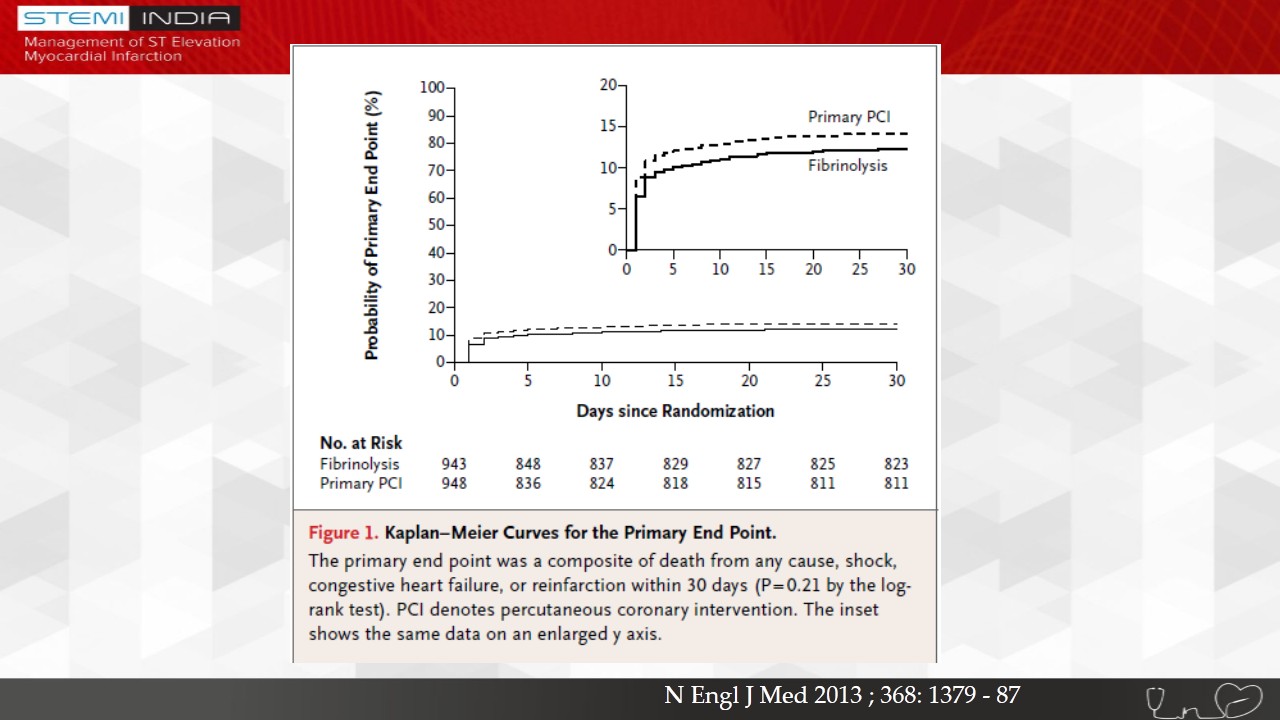 STEMI INDIA
Management of ST Elevation
Myocardial Infarction
Probability of Primary End Point (%)
100
90
80
70
60
50
40
30
20
10
0
0 5 10 15 20 25 30
Days since Randomization
20
15
10
5
0
0 5 10 15 20 25 30
Primary PCI
Fibrinolysis
No. at Risk
Fibrinolysis 943 848 837 829 827 825 823
Primary PCI 948 836 824 818 815 811 811
Figure 1. Kaplan–Meier Curves for the Primary End Point.
The primary end point was a composite of death from any cause, shock,
congestive heart failure, or reinfarction within 30 days (P=0.21 by the log-
rank test). PCI denotes percutaneous coronary intervention. The inset
shows the same data on an enlarged y axis.
N Engl J Med 2013 ; 368: 1379 - 87